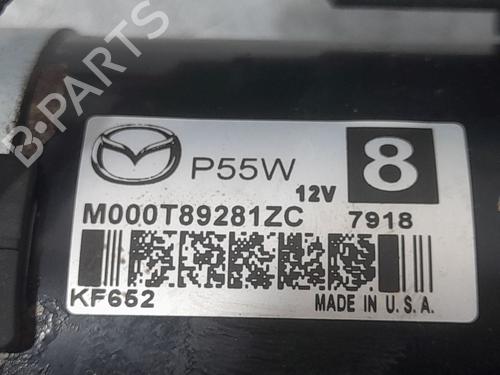 B-PARTS
P55W
8
12V
M000T89281ZC 7918
KF652
MADE IN U.S.A.